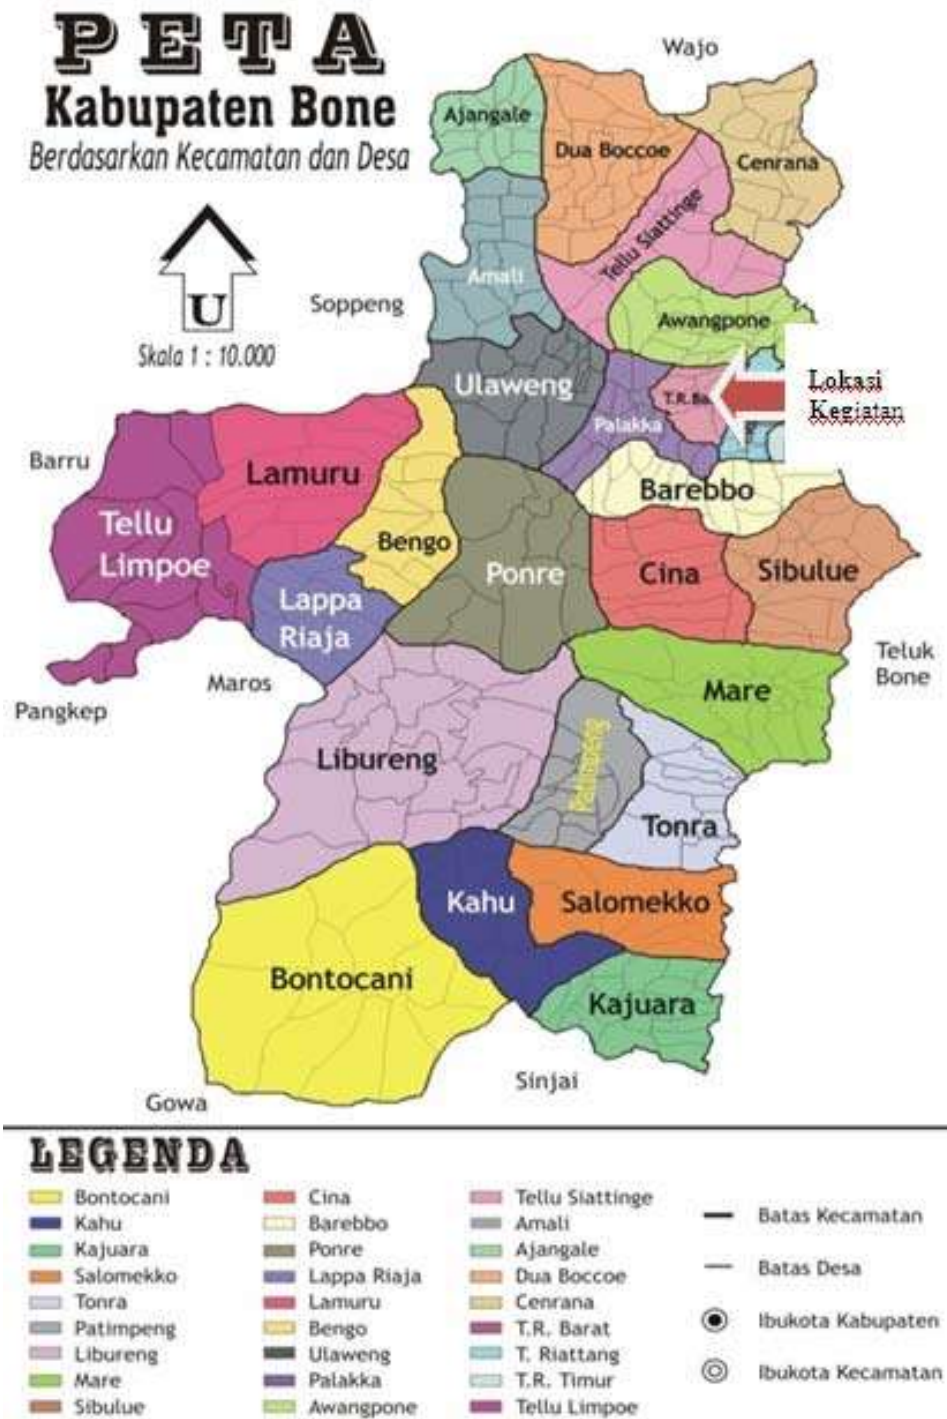 PETA
Kabupaten Bone
Berdasarkan Kecamatan dan Desa
U
Skala 1 : 10.000
Wajo
Ajangale
Dua Boccoe
Cenrana
Tellu Siattinge
Amali
Soppeng
Awangpone
Ulaweng
T.R. Ba
Lokasi
Kegiatan
Palakka
Barru
Lamuru
Barebbo
Tellu
Limpoe
Bengo
Ponre
Cina
Sibulue
Lappa
Riaja
Teluk
Bone
Maros
Mare
Pangkep
Libureng
Patimpeng
Tonra
Kahu
Salomekko
Bontocani
Kajuara
Sinjai
Gowa
LEGENDA
Bontocani
Kahu
Kajuara
Salomekko
Tonra
Patimpeng
Libureng
Mare
Sibulue
Cina
Barebbo
Ponre
Lappa Riaja
Lamuru
Bengo
Ulaweng
Palakka
Awangpone
Tellu Siattinge
Amali
Ajangale
Dua Boccoe
Cenrana
T.R. Barat
T. Riattang
T.R. Timur
Tellu Limpoe
Batas Kecamatan
Batas Desa
Ibukota Kabupaten
Ibukota Kecamatan